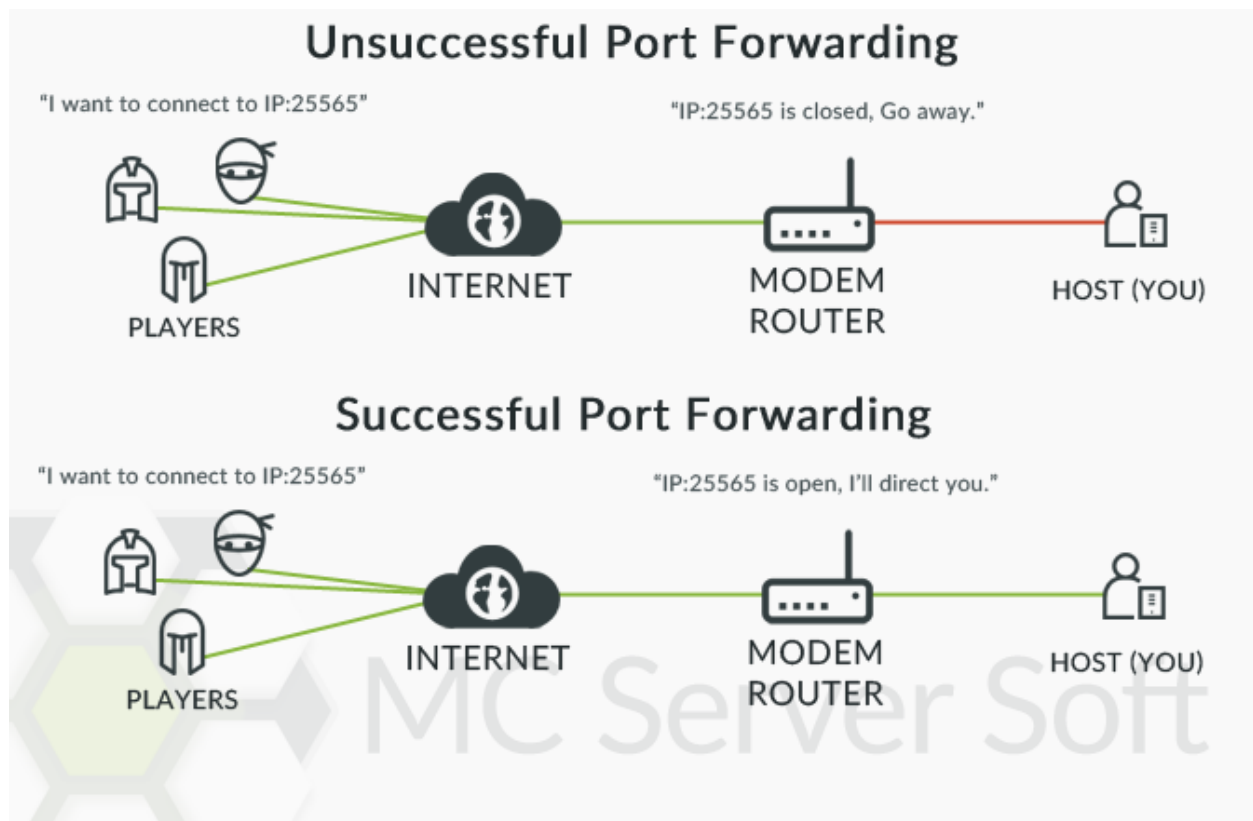 Unsuccessful Port Forwarding
“I want to connect to IP:25565”
“IP:25565 is closed, Go away.”
INTERNET
MODEM
ROUTER
HOST (YOU)
PLAYERS
Successful Port Forwarding
“I want to connect to IP:25565”
“IP:25565 is open, I’ll direct you.”
INTERNET
MODEM
ROUTER
HOST (YOU)
PLAYERS
MC Server Soft